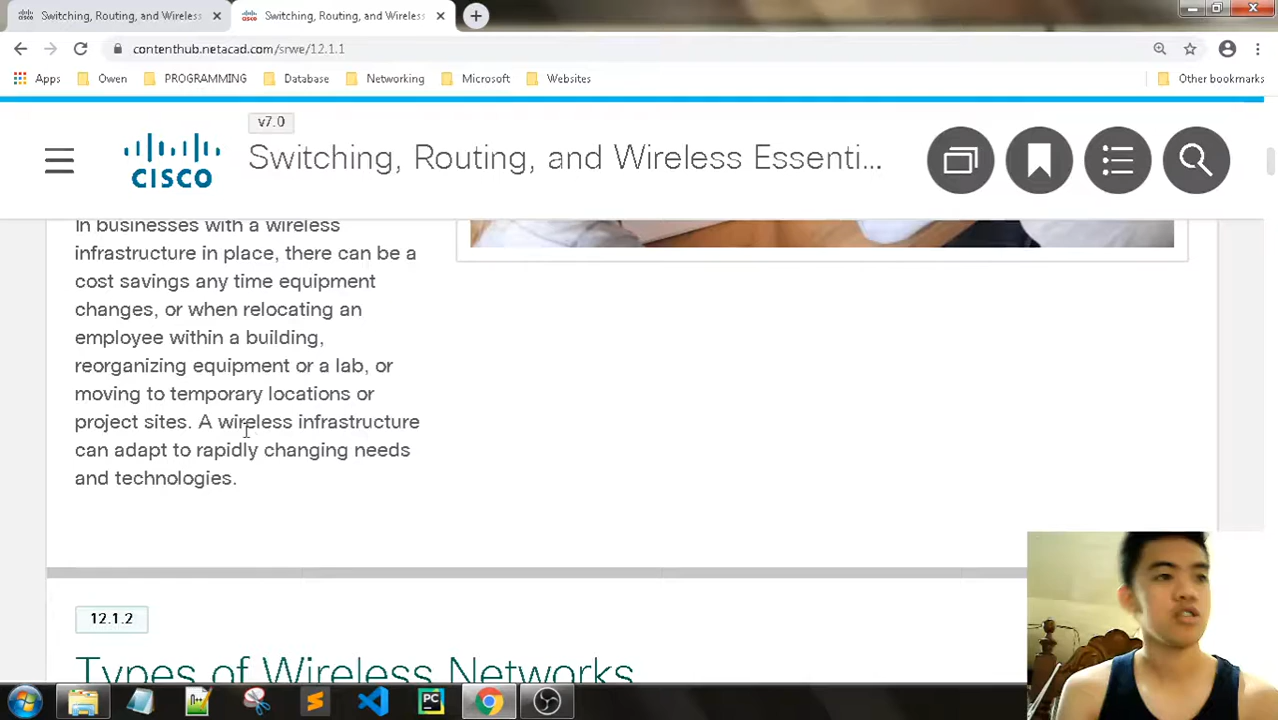 Switching, Routing, and Wireless
Switching, Routing, and Wireless
contenthub.netacad.com/srwe/12.1.1
Apps
Owen
PROGRAMMING
Database
Networking
Microsoft
Websites
Other bookmarks
v7.0
CISCO
Switching, Routing, and Wireless Essenti...
In businesses with a wireless
infrastructure in place, there can be a
cost savings any time equipment
changes, or when relocating an
employee within a building,
reorganizing equipment or a lab, or
moving to temporary locations or
project sites. A wireless infrastructure
can adapt to rapidly changing needs
and technologies.
12.1.2
Types of Wireless Networks
PC